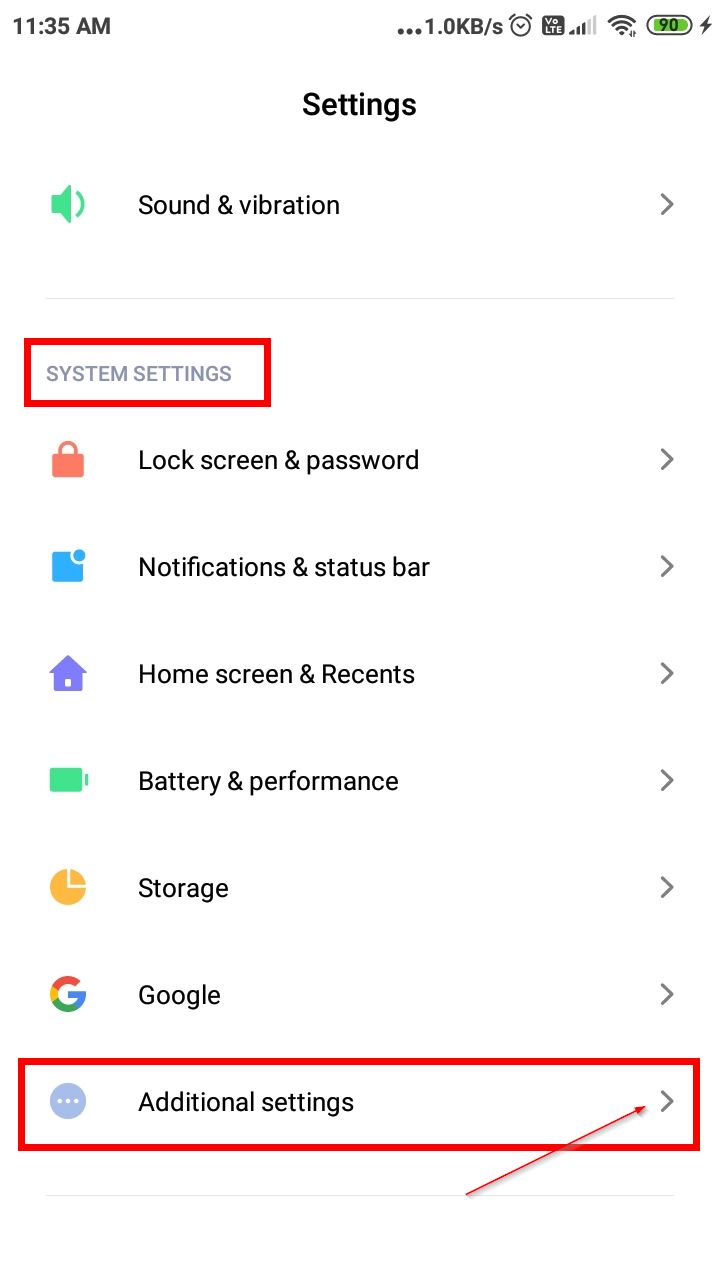 11:35 AM ...1.0KB/s Vo LTE 90
Settings
Sound & vibration
SYSTEM SETTINGS
Lock screen & password
Notifications & status bar
Home screen & Recents
Battery & performance
Storage
Google
Additional settings